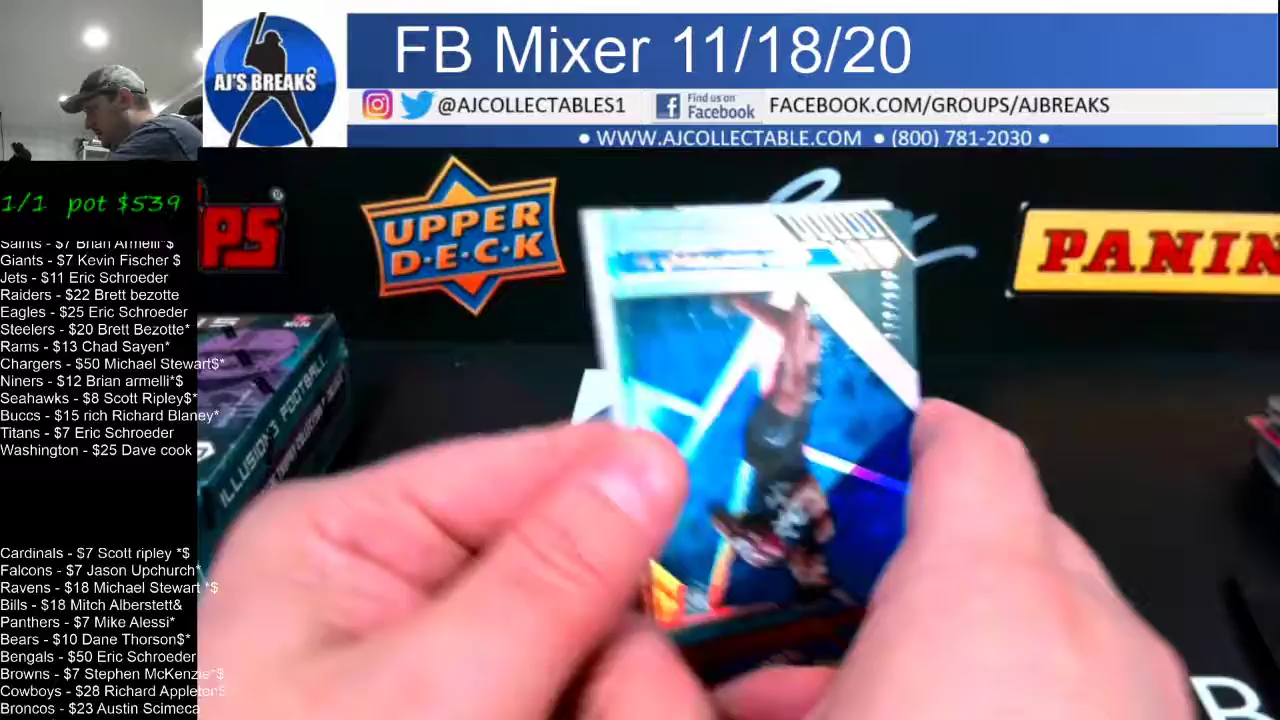 FB Mixer 11/18/20
AJ'S BREAKS
@AJCOLLECTABLES1
Find us on
Facebook
FACEBOOK.COM/GROUPS/AJBREAKS
● WWW.AJCOLLECTABLE.COM ● (800) 781-2030 ●
1/1 pot $539
Saints - $7 Brian Armelli*$
Giants - $7 Kevin Fischer $
Jets - $11 Eric Schroeder
Raiders - $22 Brett bezotte
Eagles - $25 Eric Schroeder
Steelers - $20 Brett Bezotte*
Rams - $13 Chad Sayen*
Chargers - $50 Michael Stewart$*
Niners - $12 Brian armelli*$
Seahawks - $8 Scott Ripley$*
Buccs - $15 rich Richard Blaney*
Titans - $7 Eric Schroeder
Washington - $25 Dave cook
Cardinals - $7 Scott ripley *$
Falcons - $7 Jason Upchurch*
Ravens - $18 Michael Stewart *$
Bills - $18 Mitch Alberstett&
Panthers - $7 Mike Alessi*
Bears - $10 Dane Thorson$*
Bengals - $50 Eric Schroeder
Browns - $7 Stephen McKenzie*$
Cowboys - $28 Richard Appleton$
Broncos - $23 Austin Scimeca
PS
®
UPPER
D•E•C•K
PANIN
ILLUSIONS FOOTBALL
B